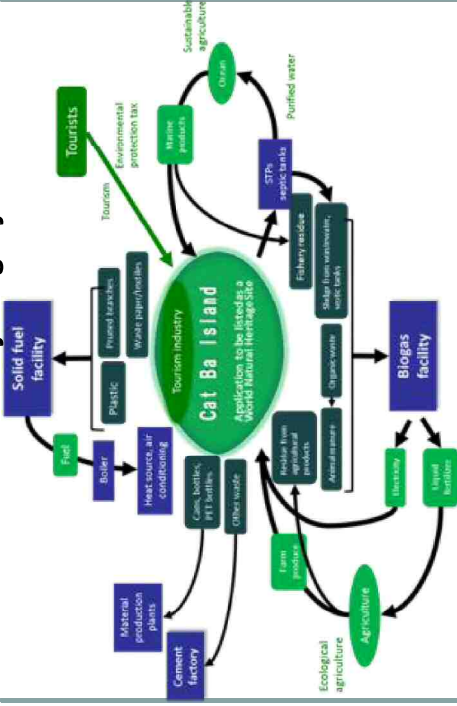 Tourists
Tourism
Environmental
protection tax
Sustainable
agriculture
Ocean
Marine
products
Purified water
STPs
septic tanks
Fishery residue
Sludge from wastewater,
septic tanks
Solid fuel
facility
Pruned branches
Waste paper/textiles
Plastic
Fuel
Boiler
Heat source, air
conditioning
Tourism industry
Cat Ba Island
Application to be listed as a
World Natural Heritage Site
Cans, bottles,
PET bottles
Other waste
Material
production
plants
Cement
factory
Residue from
agricultural
products
Organic waste
Animal manure
Biogas
facility
Electricity
Liquid
fertilizer
Farm
produce
Agriculture
Ecological
agriculture